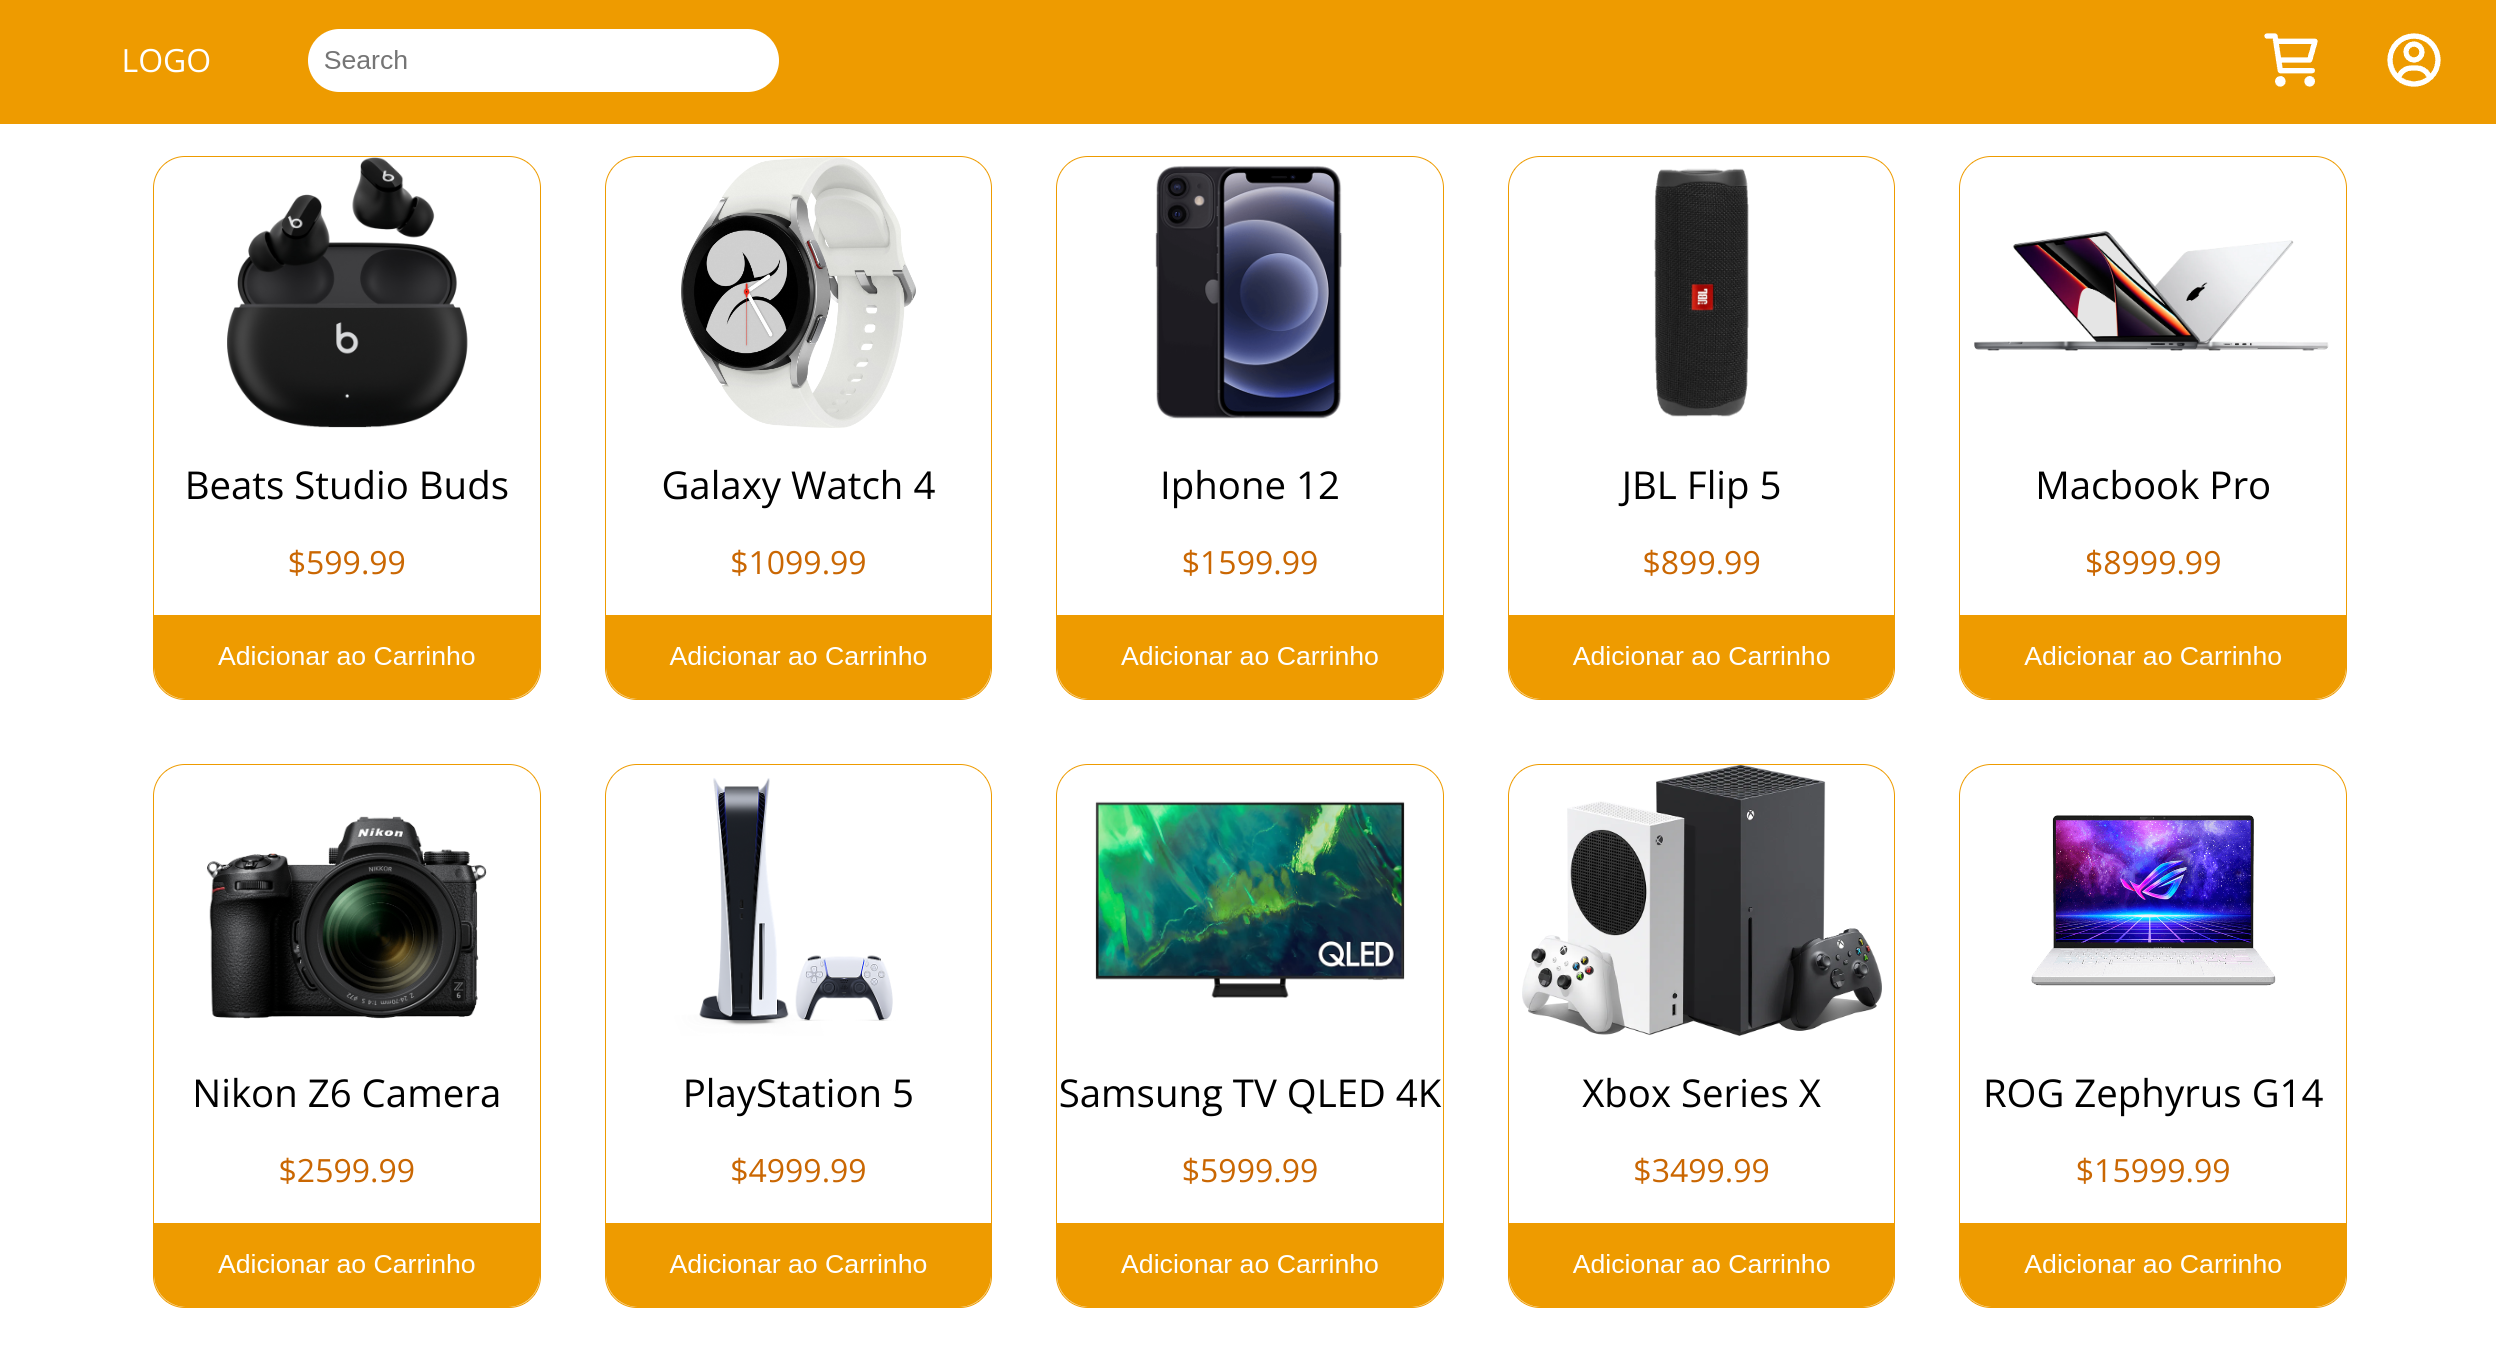 LOGO
Search
Beats Studio Buds
$599.99
Adicionar ao Carrinho
Galaxy Watch 4
$1099.99
Adicionar ao Carrinho
Iphone 12
$1599.99
Adicionar ao Carrinho
JBL
JBL Flip 5
$899.99
Adicionar ao Carrinho
Macbook Pro
$8999.99
Adicionar ao Carrinho
Nikon
NIKKOR
Z 6
Nikon Z6 Camera
$2599.99
Adicionar ao Carrinho
PlayStation 5
$4999.99
Adicionar ao Carrinho
QLED
Samsung TV QLED 4K
$5999.99
Adicionar ao Carrinho
Xbox Series X
$3499.99
Adicionar ao Carrinho
ROG Zephyrus G14
$15999.99
Adicionar ao Carrinho